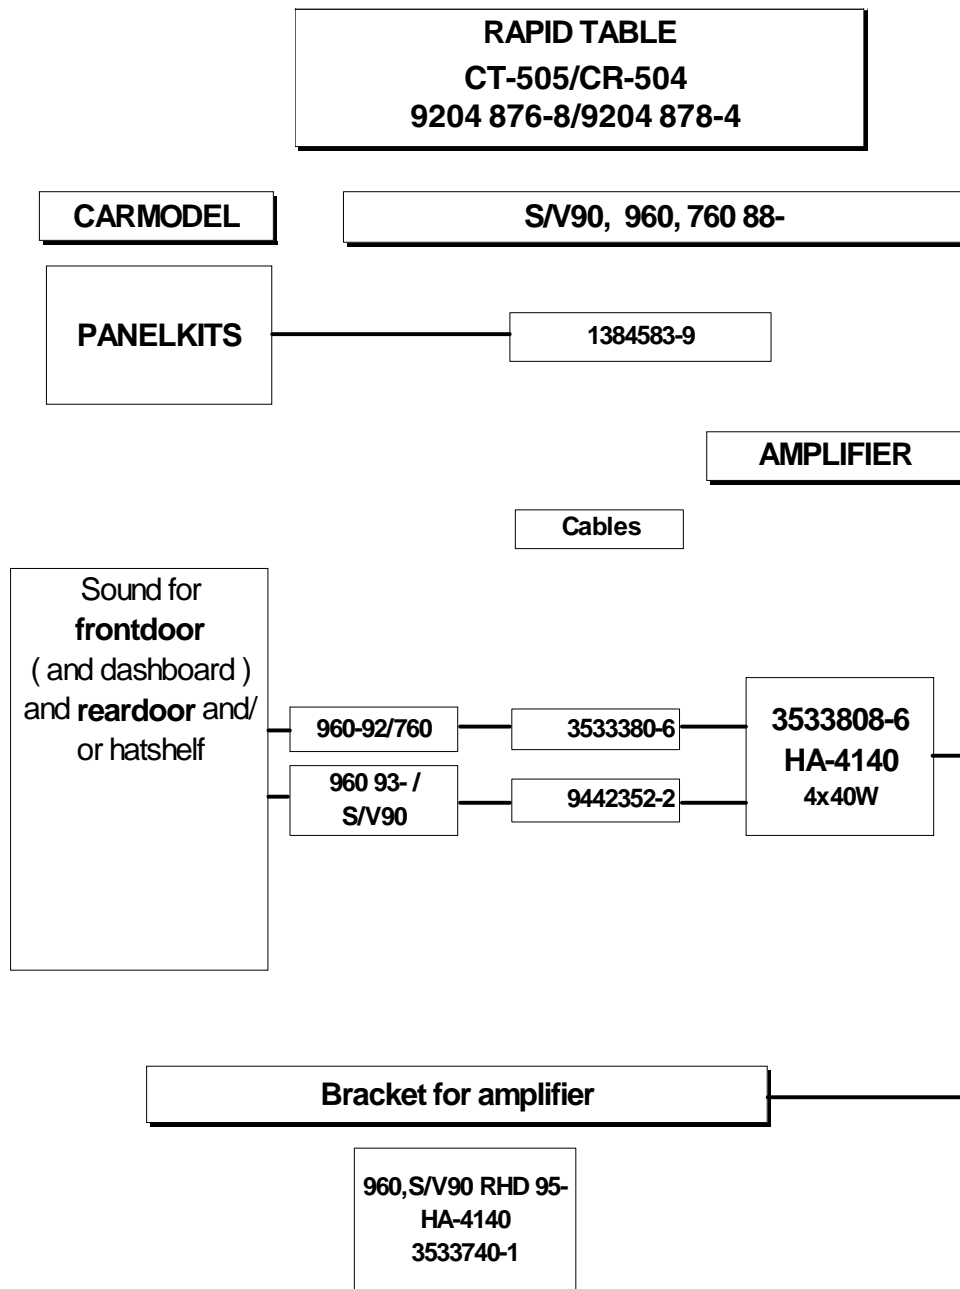 RAPID TABLE
CT-505/CR-504
9204 876-8/9204 878-4
CARMODEL
S/V90, 960, 760 88-
PANELKITS
1384583-9
AMPLIFIER
Cables
Sound for
frontdoor
( and dashboard )
and reardoor and/
or hatshelf
960-92/760
3533380-6
960 93- /
S/V90
9442352-2
3533808-6
HA-4140
4x40W
Bracket for amplifier
960,S/V90 RHD 95-
HA-4140
3533740-1